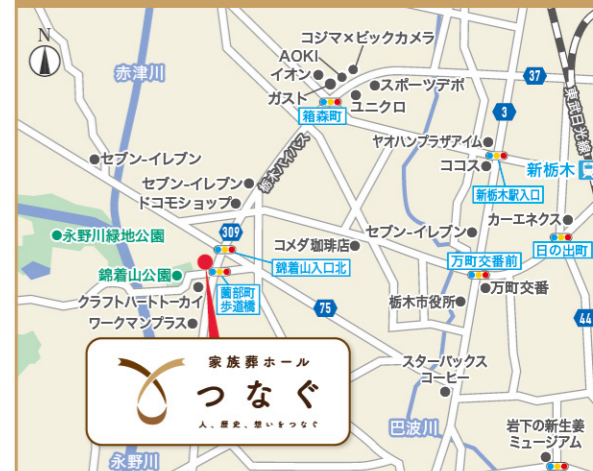 N
赤津川
コジマ×ビックカメラ
AOKI
イオン
ガスト
スポーツデポ
ユニクロ
箱森町
37
3
東武日光線
ヤオハンプラザアイム
ココス
新栃木
新栃木駅入口
セブン-イレブン
栃木バイパス
セブン-イレブン
ドコモショップ
309
永野川緑地公園
錦着山公園
錦着山入口北
コメダ珈琲店
セブン-イレブン
カーエネクス
日の出町
万町交番前
万町交番
薗部町
歩道橋
クラフトハートトーカイ
ワークマンプラス
75
栃木市役所
44
家族葬ホール
つなぐ
人、歴史、想いをつなぐ
スターバックス
コーヒー
巴波川
岩下の新生姜
ミュージアム
永野川